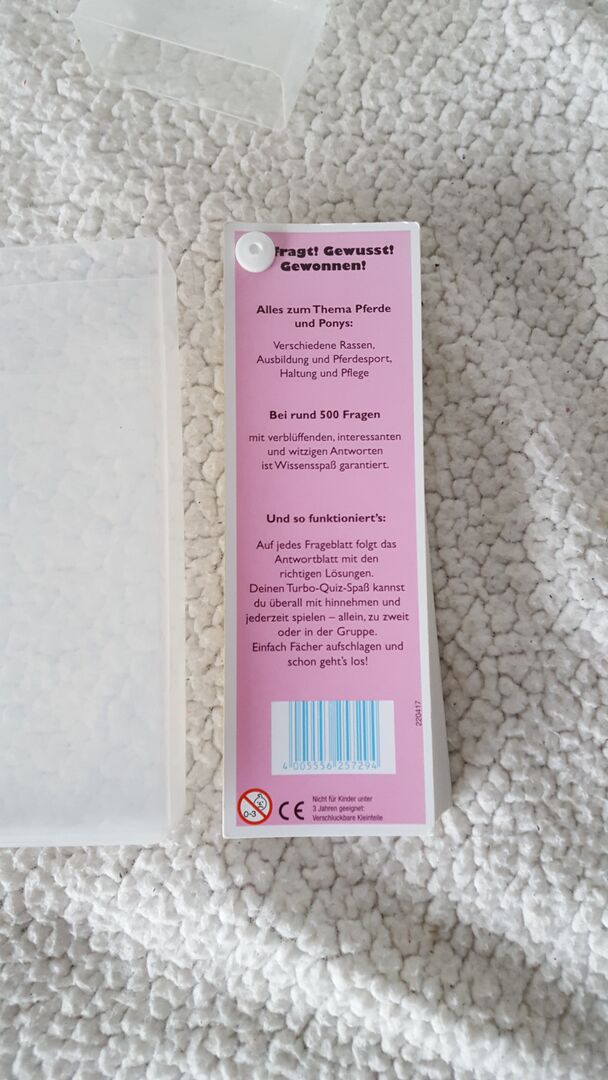 fragt! Gewusst!
Gewonnen!
Alles zum Thema Pferde
und Ponys:
Verschiedene Rassen,
Ausbildung und Pferdesport,
Haltung und Pflege
Bei rund 500 Fragen
mit verblüffenden, interessanten
und witzigen Antworten
ist Wissensspaß garantiert.
Und so funktioniert's:
Auf jedes Frageblatt folgt das
Antwortblatt mit den
richtigen Lösungen.
Deinen Turbo-Quiz-Spaß kannst
du überall mit hinnehmen und
jederzeit spielen – allein, zu zweit
oder in der Gruppe.
Einfach Fächer aufschlagen und
schon geht's los!
220417
4 005556 257294
0-3
CE
Nicht für Kinder unter
3 Jahren geeignet:
Verschluckbare Kleinteile